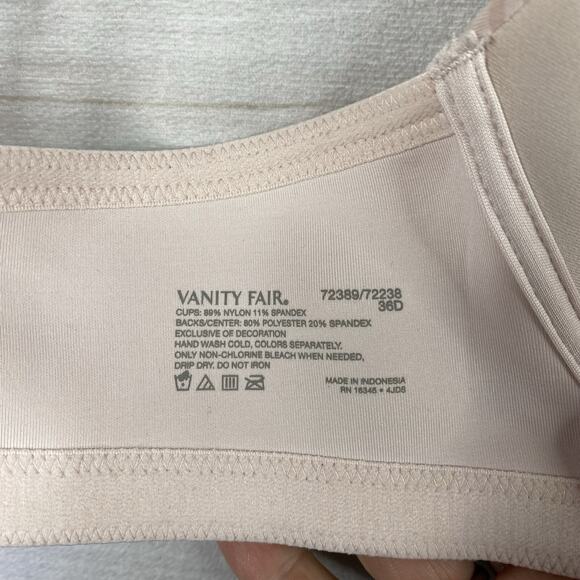 VANITY FAIR®
72389/72238
36D
CUPS: 89% NYLON 11% SPANDEX
BACKS/CENTER: 80% POLYESTER 20% SPANDEX
EXCLUSIVE OF DECORATION
HAND WASH COLD, COLORS SEPARATELY.
ONLY NON-CHLORINE BLEACH WHEN NEEDED,
DRIP DRY. DO NOT IRON
MADE IN INDONESIA
RN 16345 • 4JDS